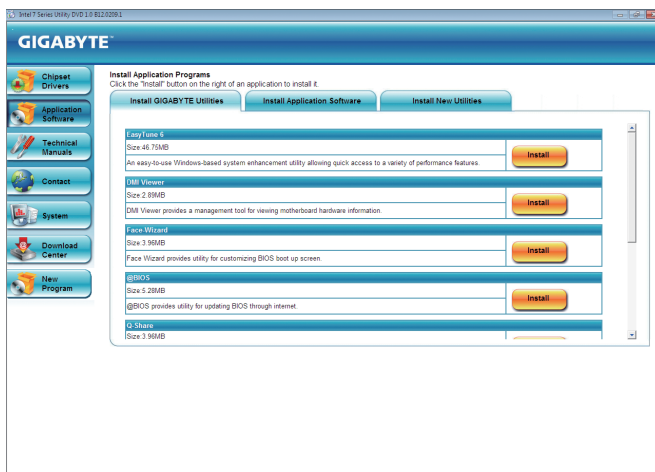 Intel 7 Series Utility DVD 1.0 B12.0209.1
GIGABYTE™
Chipset
Drivers
Application
Software
Technical
Manuals
Contact
System
Download
Center
New
Program
Install Application Programs
Click the "Install" button on the right of an application to install it.
Install GIGABYTE Utilities
Install Application Software
Install New Utilities
EasyTune 6
Size:46.75MB
An easy-to-use Windows-based system enhancement utility allowing quick access to a variety of performance features.
Install
DMI Viewer
Size:2.89MB
DMI Viewer provides a management tool for viewing motherboard hardware information.
Install
Face-Wizard
Size:3.96MB
Face Wizard provides utility for customizing BIOS boot up screen.
Install
@BIOS
Size:5.28MB
@BIOS provides utility for updating BIOS through internet.
Install
Q-Share
Size:3.96MB